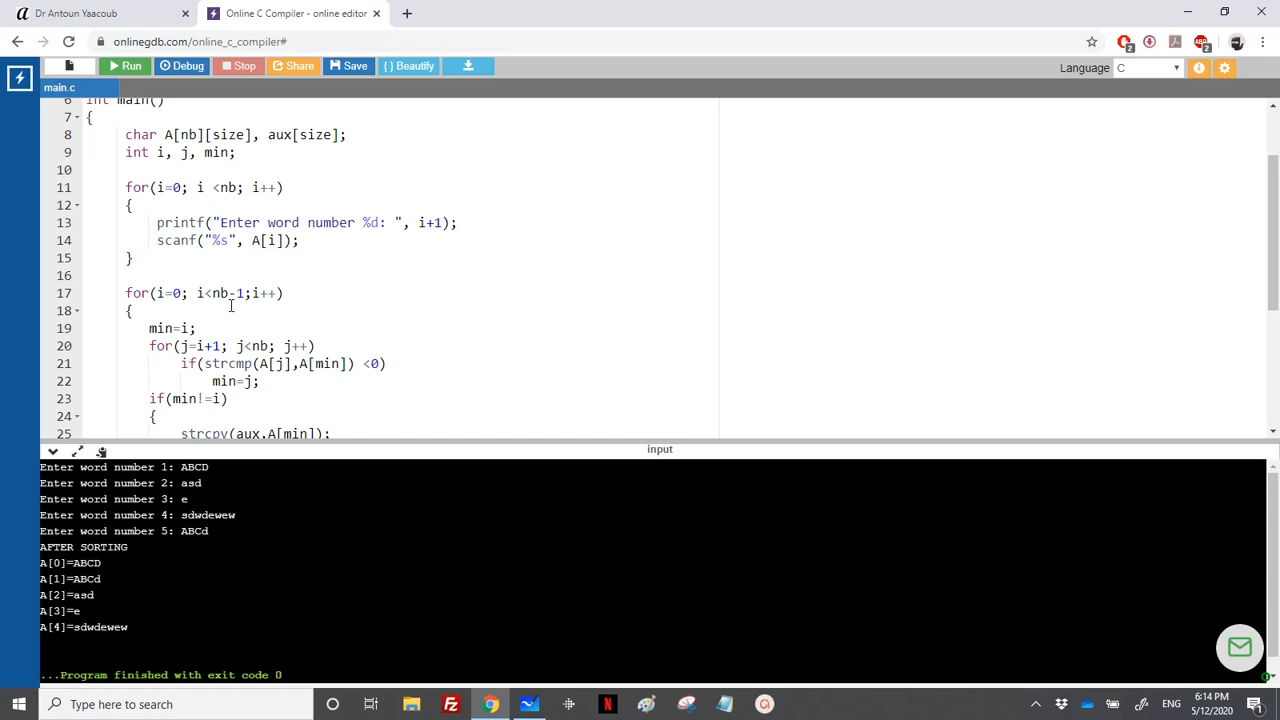 Dr Antoun Yaacoub
Online C Compiler - online editor
onlinegdb.com/online_c_compiler#
2
ABP
2
Run
Debug
Stop
Share
Save
{ } Beautify
Language
C
main.c
6 int main()
7 {
8 char A[nb][size], aux[size];
9 int i, j, min;
10
11 for(i=0; i <nb; i++)
12 {
13 printf("Enter word number %d: ", i+1);
14 scanf("%s", A[i]);
15 }
16
17 for(i=0; i<nb-1;i++)
18 {
19 min=i;
20 for(j=i+1; j<nb; j++)
21 if(strcmp(A[j],A[min]) <0)
22 min=j;
23 if(min!=i)
24 {
25 strcpy(aux,A[min]);
input
Enter word number 1: ABCD
Enter word number 2: asd
Enter word number 3: e
Enter word number 4: sdwdewew
Enter word number 5: ABCd
AFTER SORTING
A[0]=ABCD
A[1]=ABCd
A[2]=asd
A[3]=e
A[4]=sdwdewew
...Program finished with exit code 0
Type here to search
ENG
6:14 PM
5/12/2020